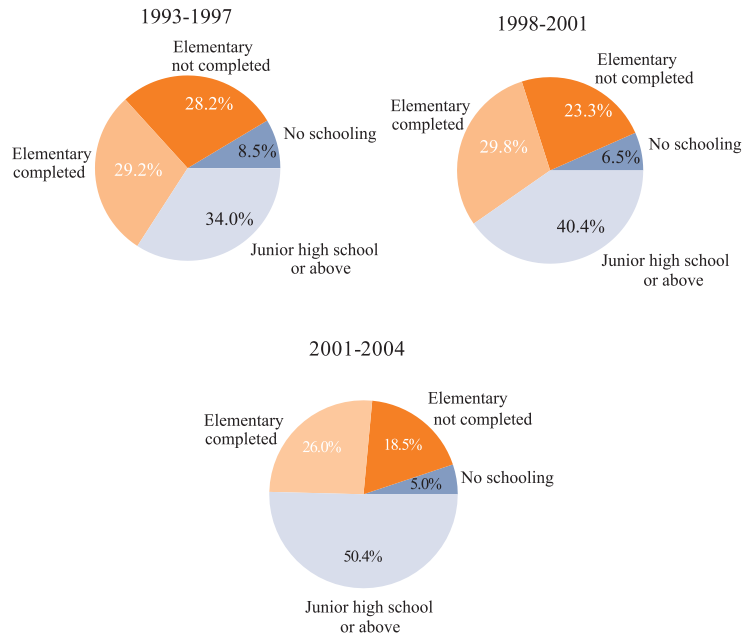 1993-1997
Elementary
not completed
28.2%
No schooling
8.5%
Elementary
completed
29.2%
34.0%
Junior high school
or above
1998-2001
Elementary
not completed
23.3%
Elementary
completed
29.8%
No schooling
6.5%
40.4%
Junior high school
or above
2001-2004
Elementary
completed
26.0%
Elementary
not completed
18.5%
No schooling
5.0%
50.4%
Junior high school
or above